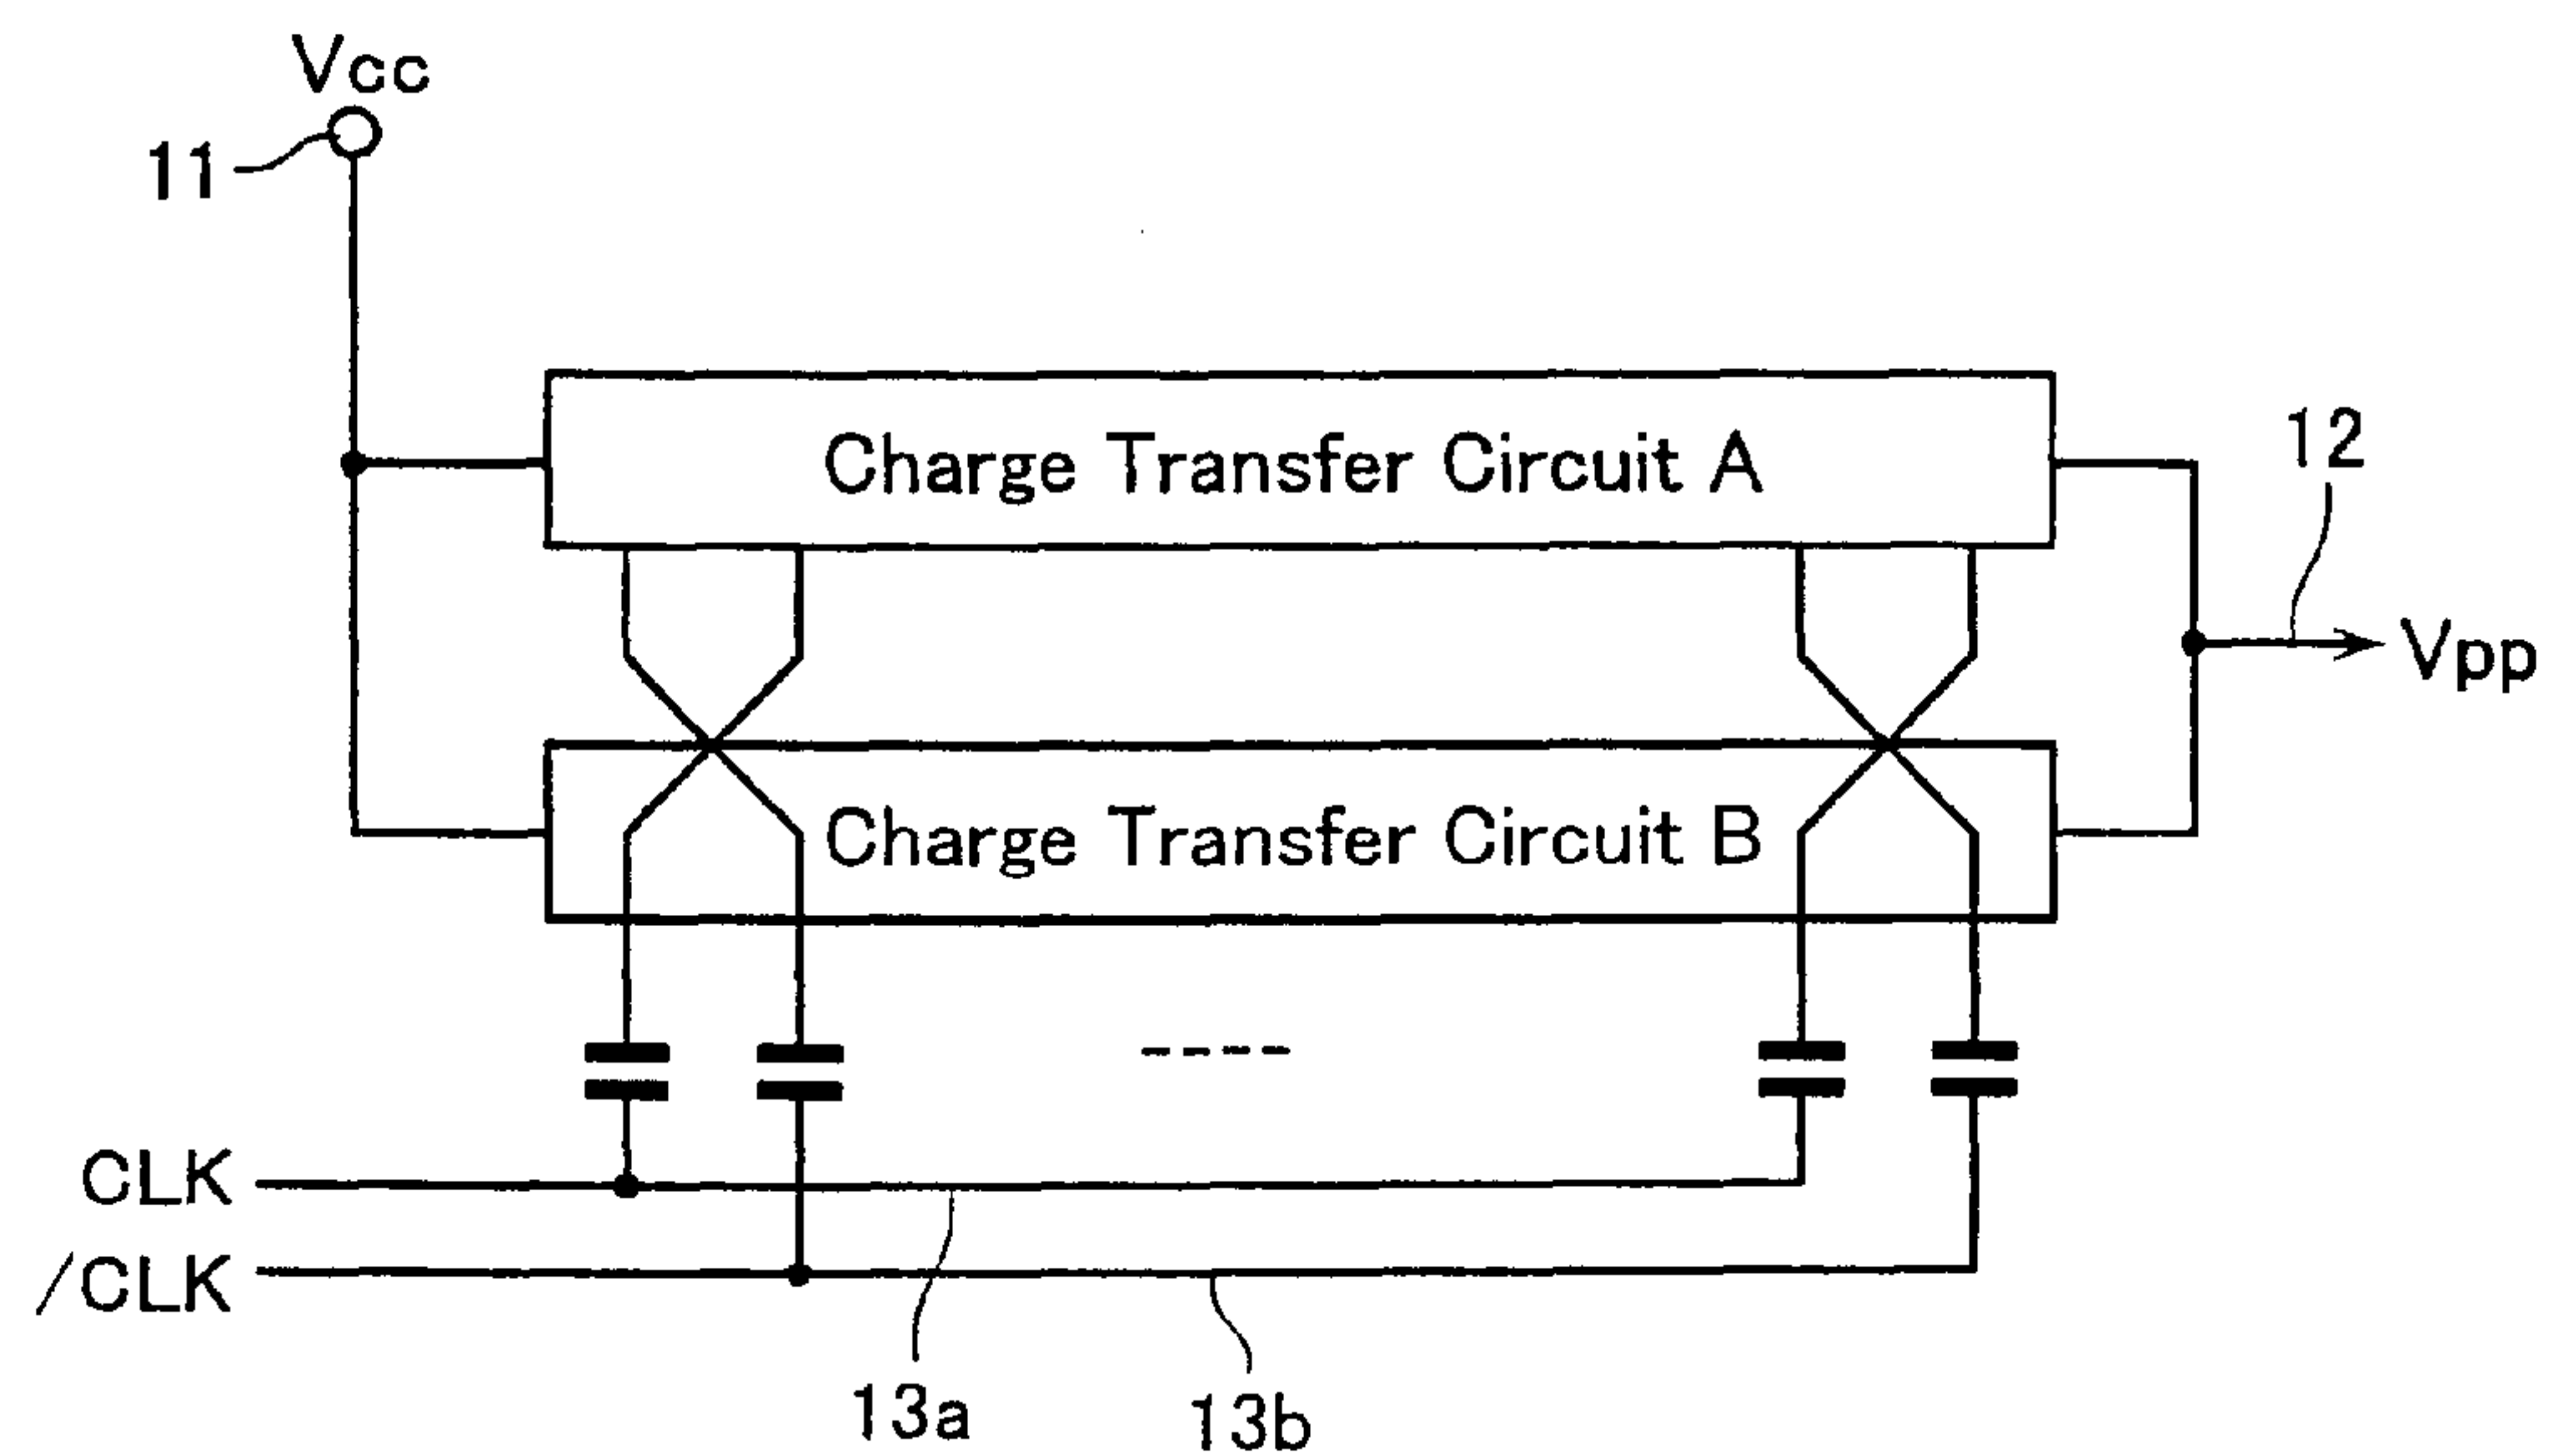 Vcc
11
Charge Transfer Circuit A
12
Vpp
Charge Transfer Circuit B
CLK
/CLK
13a
13b